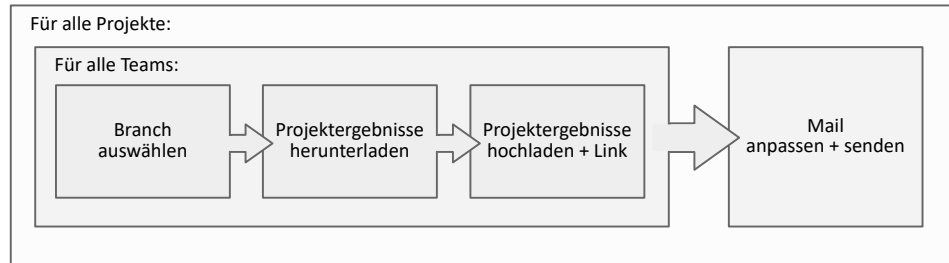 Für alle Projekte:
Für alle Teams:
Branch
auswählen
Projektergebnisse
herunterladen
Projektergebnisse
hochladen + Link
Mail
anpassen + senden